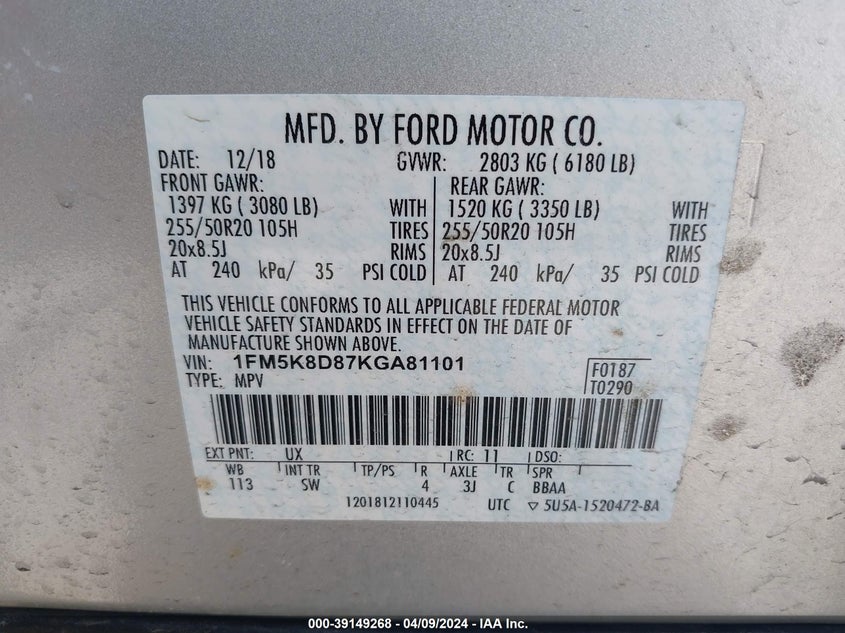 MFD. BY FORD MOTOR CO.
DATE: 12/18 GVWR: 2803 KG ( 6180 LB)
FRONT GAWR: REAR GAWR:
1397 KG ( 3080 LB) WITH 1520 KG ( 3350 LB) WITH
255/50R20 105H TIRES 255/50R20 105H TIRES
20x8.5J RIMS 20x8.5J RIMS
AT 240 kPa/ 35 PSI COLD AT 240 kPa/ 35 PSI COLD
THIS VEHICLE CONFORMS TO ALL APPLICABLE FEDERAL MOTOR
VEHICLE SAFETY STANDARDS IN EFFECT ON THE DATE OF
MANUFACTURE SHOWN ABOVE.
VIN: 1FM5K8D87KGA81101 F0187
TYPE: MPV T0290
EXT PNT: UX RC: 11 DSO:
WB INT TR TP/PS R AXLE TR SPR
113 SW 4 3J C BBAA
1201812110445 UTC ▽ 5U5A-1520472-BA
000-39149268 - 04/09/2024 - IAA Inc.